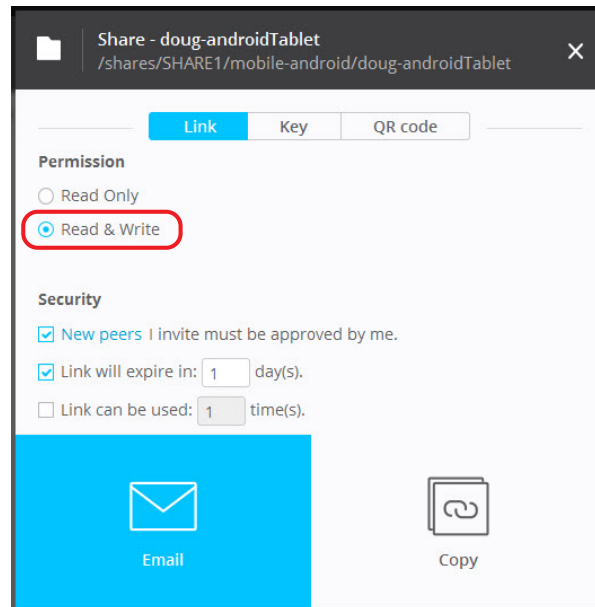 Share - doug-androidTablet
/shares/SHARE1/mobile-android/doug-androidTablet
Link Key QR code
Permission
Read Only
Read & Write
Security
New peers I invite must be approved by me.
Link will expire in: 1 day(s).
Link can be used: 1 time(s).
Email Copy